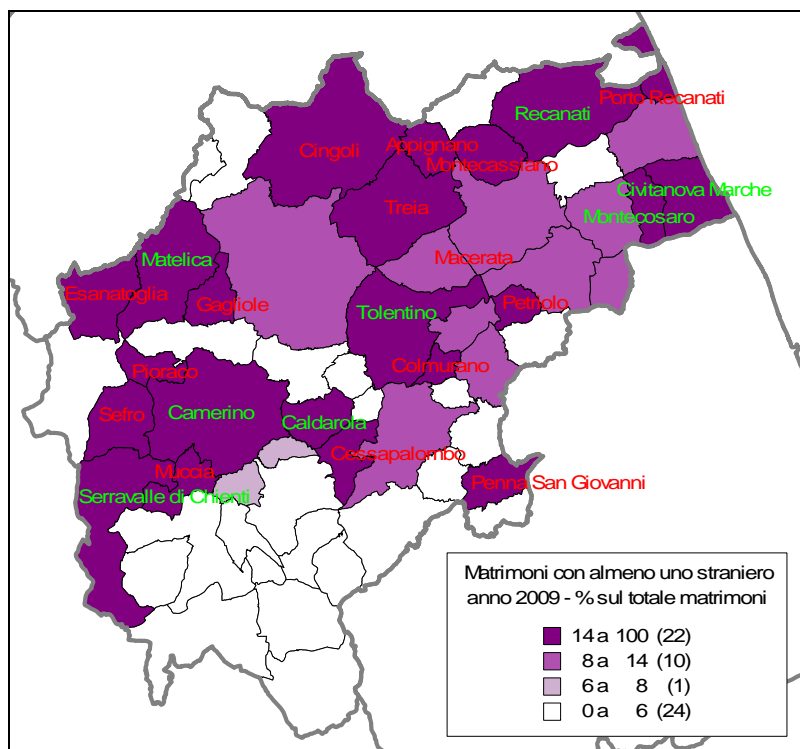 Porto Recanati
Recanati
Appignano
Cingoli
Montecassiano
Civitanova Marche
Treia
Montecosaro
Matelica
Macerata
Esanatoglia
Gagliole
Petriolo
Tolentino
Colmurano
Pioraco
Sefro
Camerino
Caldarola
Cessapalombo
Muccia
Penna San Giovanni
Serravalle di Chienti
Matrimoni con almeno uno straniero
anno 2009 - % sul totale matrimoni
14 a 100 (22)
8 a 14 (10)
6 a 8 (1)
0 a 6 (24)